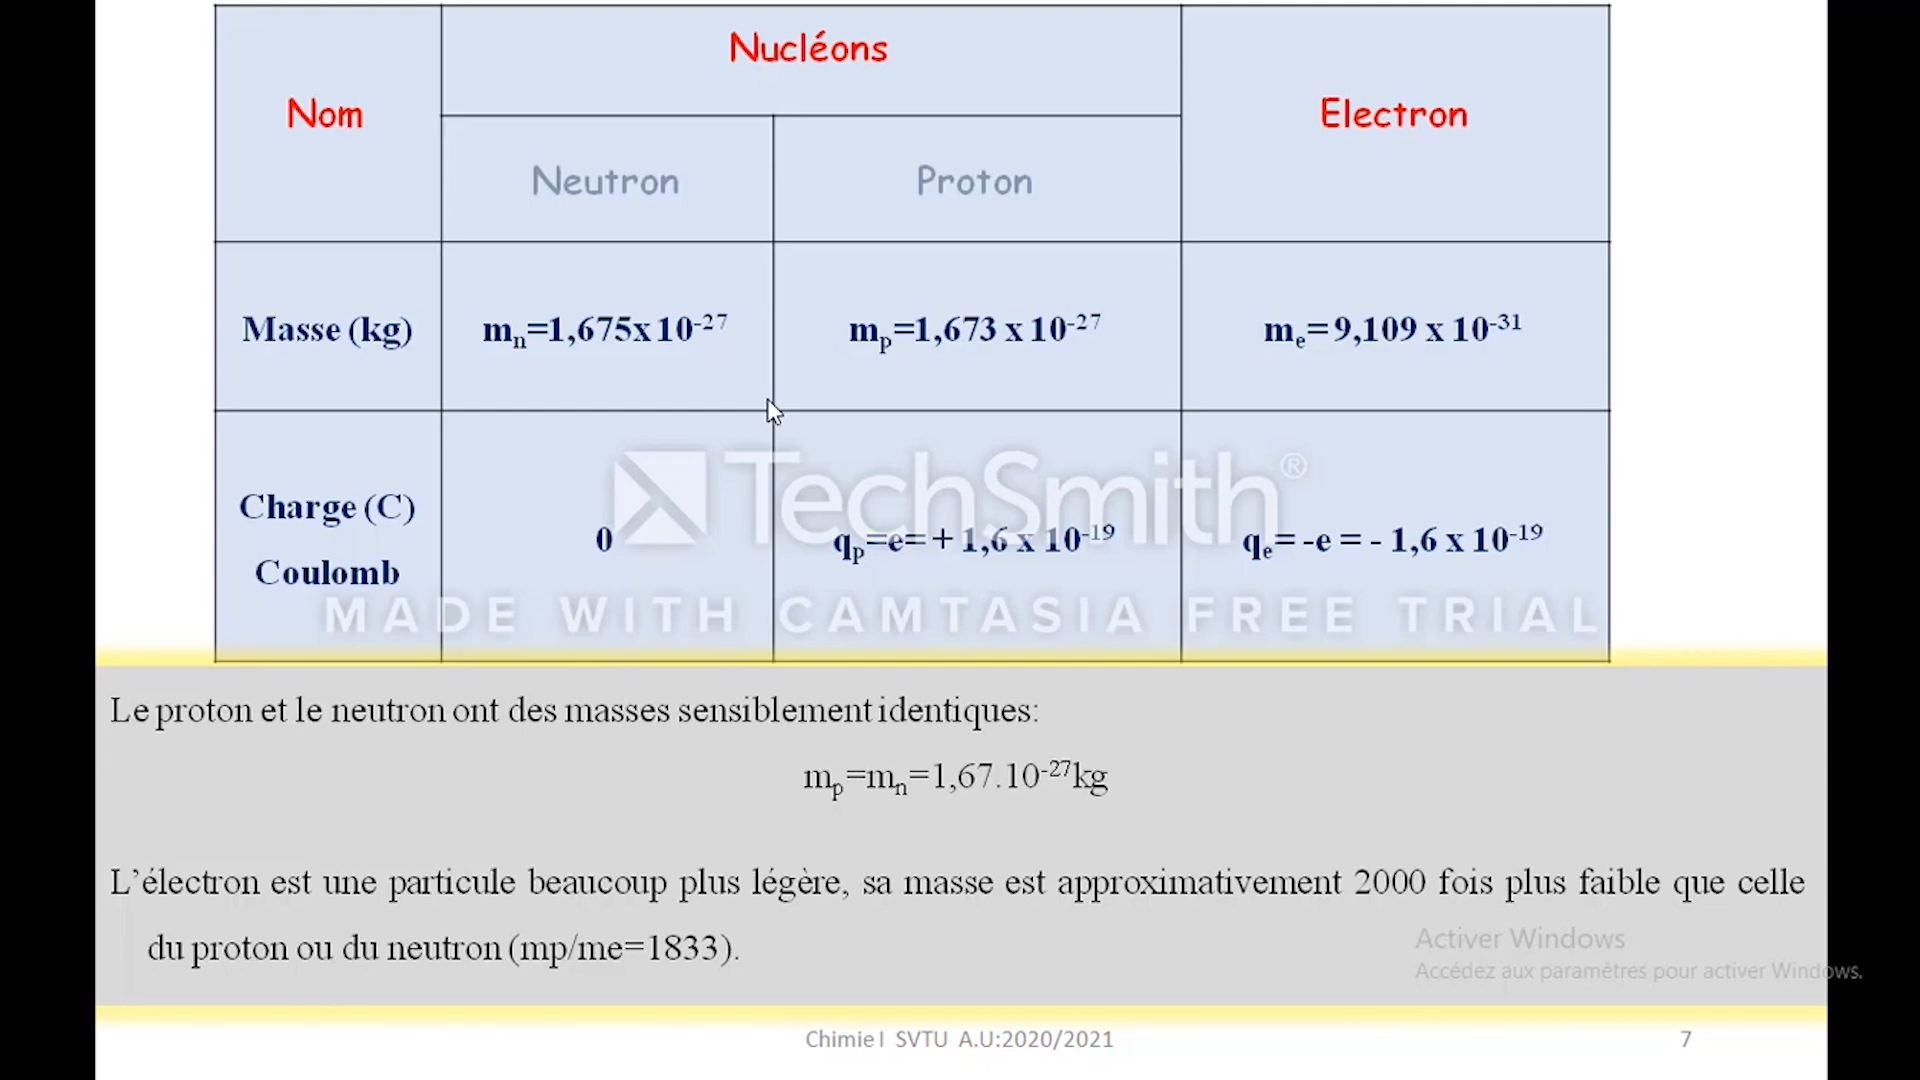 Nucléons
Nom
Electron
Neutron
Proton
Masse (kg)
mₙ=1,675x 10⁻²⁷
mₚ=1,673 x 10⁻²⁷
mₑ= 9,109 x 10⁻³¹
TechSmith®
Charge (C)
Coulomb
0
qₚ=e= + 1,6 x 10⁻¹⁹
qₑ= -e = - 1,6 x 10⁻¹⁹
MADE WITH CAMTASIA FREE TRIAL
Le proton et le neutron ont des masses sensiblement identiques:
mₚ=mₙ=1,67.10⁻²⁷kg
L’électron est une particule beaucoup plus légère, sa masse est approximativement 2000 fois plus faible que celle
du proton ou du neutron (mp/me=1833).
Activer Windows
Accédez aux paramètres pour activer Windows.
Chimie I SVTU A.U:2020/2021
7